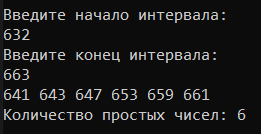 Введите начало интервала:
632
Введите конец интервала:
663
641 643 647 653 659 661
Количество простых чисел: 6